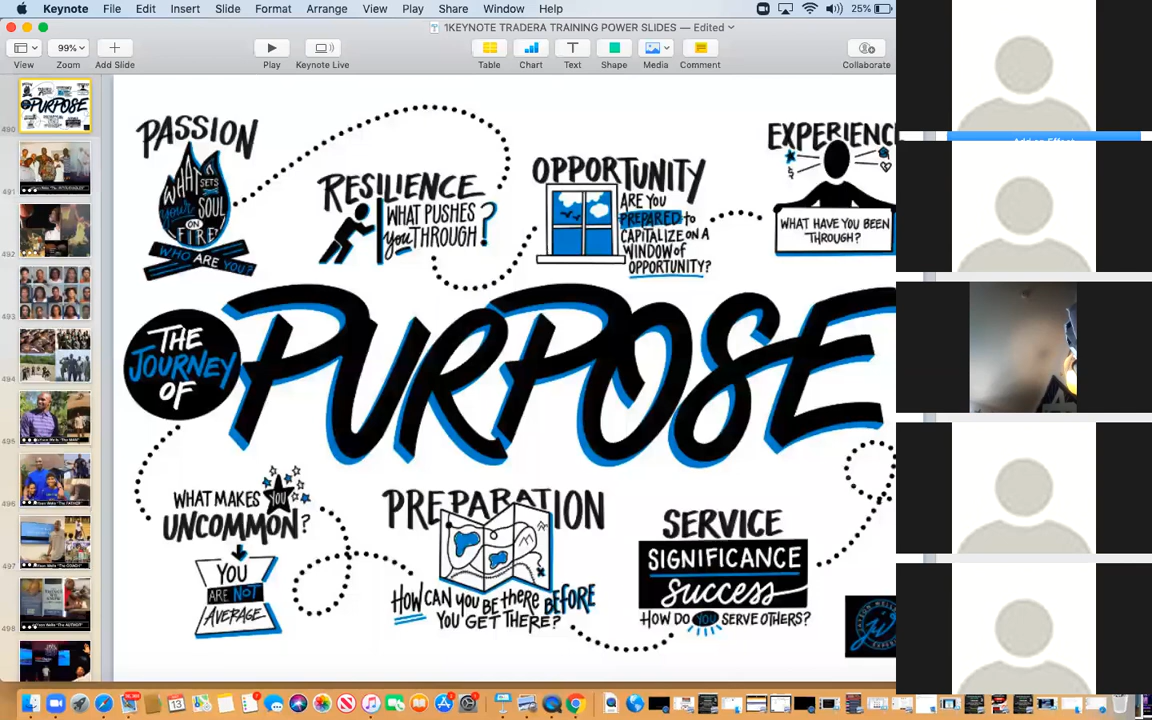 Keynote File Edit Insert Slide Format Arrange View Play Share Window Help 25%
1KEYNOTE TRADERA TRAINING POWER SLIDES — Edited
99%
View Zoom Add Slide Play Keynote Live Table Chart Text Shape Media Comment Collaborate
490
491
492
493
494
495
496
497
498
PASSION
WHAT
SETS
your
SOUL
ON
FIRE
WHO ARE YOU?
RESILIENCE
WHAT PUSHES
you THROUGH?
OPPORTUNITY
ARE YOU
PREPARED to
CAPITALIZE ON A
WINDOW of
OPPORTUNITY?
EXPERIENC
WHAT HAVE YOU BEEN
THROUGH?
THE
JOURNEY
OF
PURPOSE
WHAT MAKES YOU
UNCOMMON?
YOU
ARE NOT
AVERAGE
PREPARATION
HOW CAN YOU BE tHeRe BEFORE
YOU GET THERE?
SERVICE
SIGNIFICANCE
Success
HOW DO YOU SERVE OTHERS?